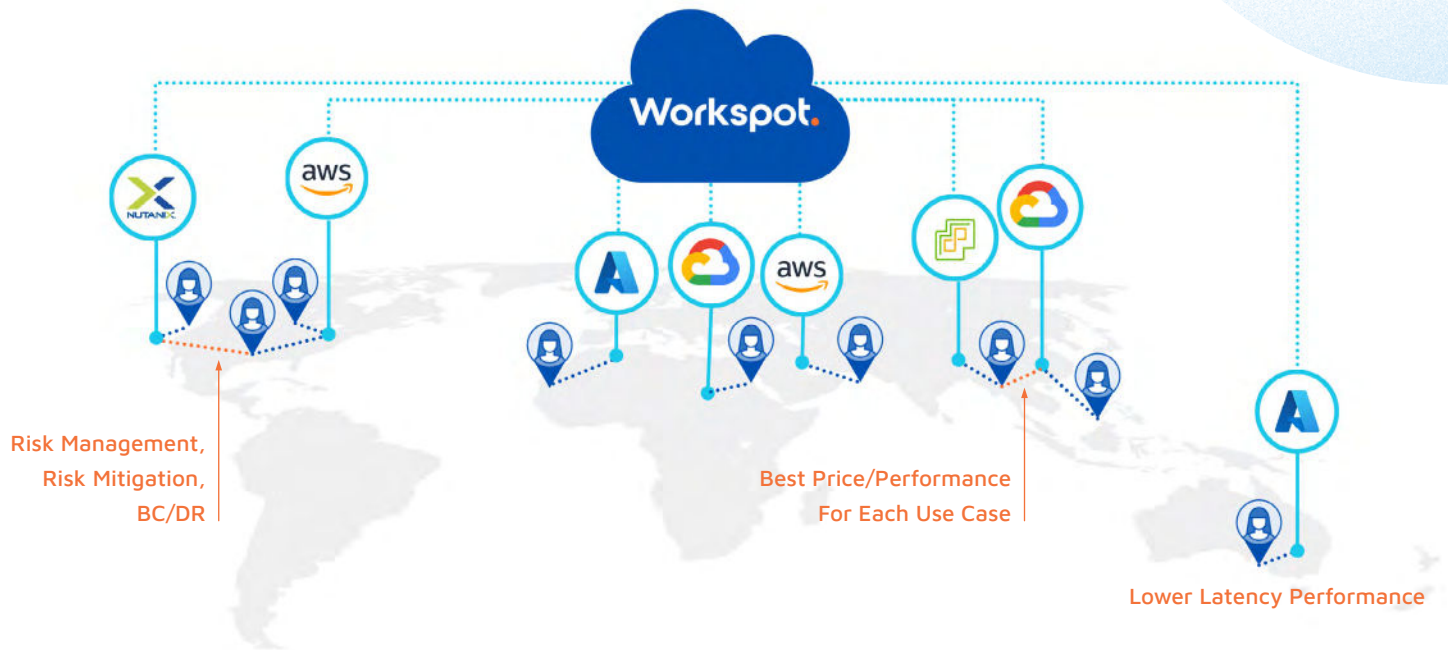 Workspot.
NUTANIX
aws
aws
Risk Management,
Risk Mitigation,
BC/DR
Best Price/Performance
For Each Use Case
Lower Latency Performance